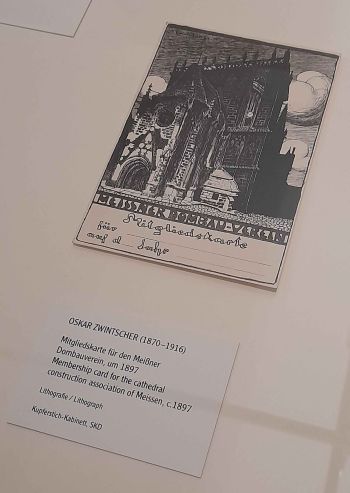 MEISSNER DOMBAU-VEREIN
Mitgliedskarte
für
auf d Jahr
OSKAR ZWINTSCHER (1870–1916)
Mitgliedskarte für den Meißner
Dombauverein, um 1897
Membership card for the cathedral
construction association of Meissen, c.1897
Lithografie / Lithograph
Kupferstich-Kabinett, SKD